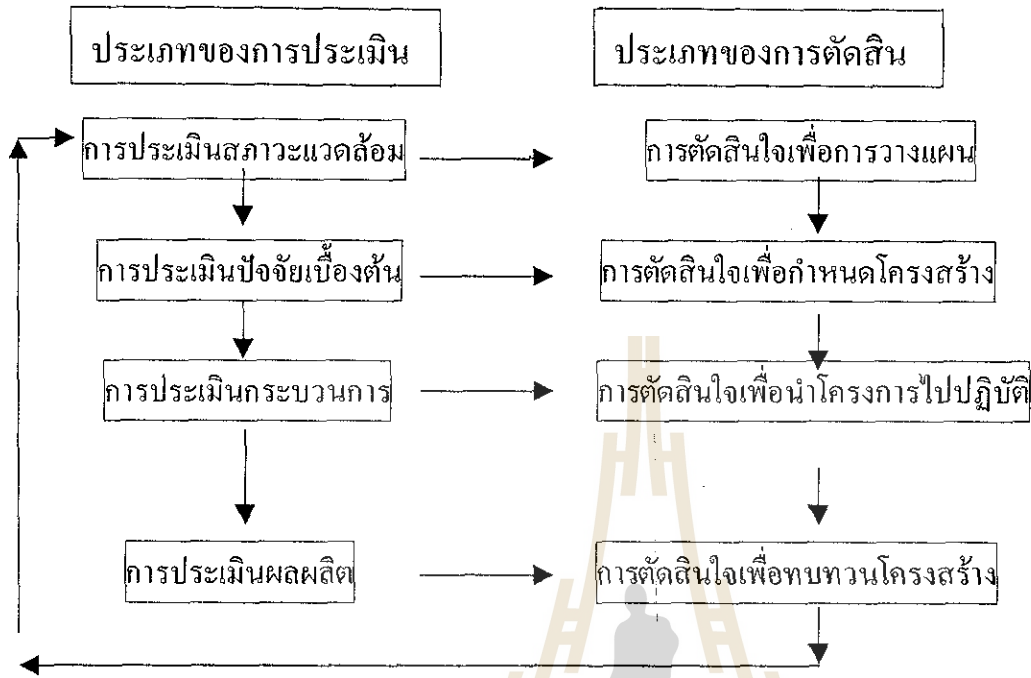 ประเภทของการประเมิน
ประเภทของการตัดสิน
การประเมินสภาวะแวดล้อม
การตัดสินใจเพื่อการวางแผน
การประเมินปัจจัยเบื้องต้น
การตัดสินใจเพื่อกำหนดโครงสร้าง
การประเมินกระบวนการ
การตัดสินใจเพื่อนำโครงการไปปฏิบัติ
การประเมินผลผลิต
การตัดสินใจเพื่อทบทวนโครงสร้าง